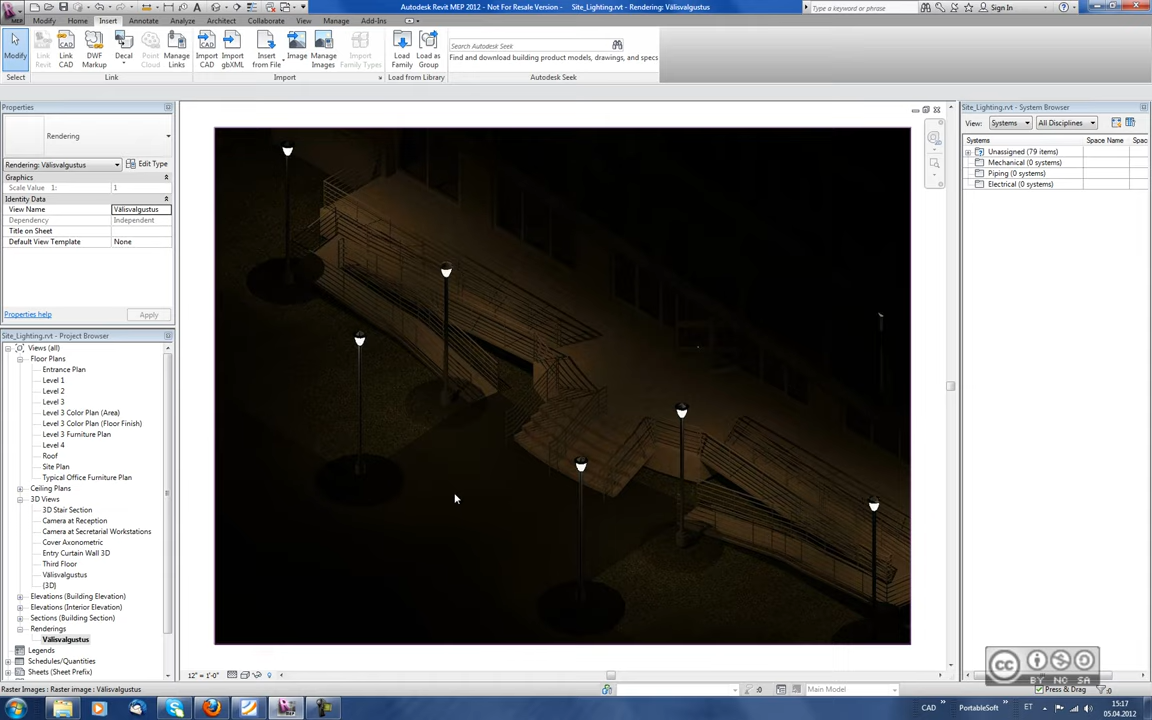 Autodesk Revit MEP 2012 - Not For Resale Version - Site_Lighting.rvt - Rendering: Välisvalgustus
Type a keyword or phrase
Sign In
Modify Home Insert Annotate Analyze Architect Collaborate View Manage Add-Ins
Modify
Link Revit
Link CAD
DWF Markup
Decal
Point Cloud
Manage Links
Import CAD
Import gbXML
Insert from File
Image
Manage Images
Import Family Types
Load Family
Load as Group
Search Autodesk Seek
Find and download building product models, drawings, and specs
Select Link Import Load from Library Autodesk Seek
Properties
Rendering
Rendering: Välisvalgustus Edit Type
Graphics
Scale Value 1: 1
Identity Data
View Name Välisvalgustus
Dependency Independent
Title on Sheet
Default View Template None
Properties help Apply
Site_Lighting.rvt - Project Browser
Views (all)
Floor Plans
Entrance Plan
Level 1
Level 2
Level 3
Level 3 Color Plan (Area)
Level 3 Color Plan (Floor Finish)
Level 3 Furniture Plan
Level 4
Roof
Site Plan
Typical Office Furniture Plan
Ceiling Plans
3D Views
3D Stair Section
Camera at Reception
Camera at Secretarial Workstations
Cover Axonometric
Entry Curtain Wall 3D
Third Floor
Välisvalgustus
{3D}
Elevations (Building Elevation)
Elevations (Interior Elevation)
Sections (Building Section)
Renderings
Välisvalgustus
Legends
Schedules/Quantities
Sheets (Sheet Prefix)
Site_Lighting.rvt - System Browser
View: Systems All Disciplines
Systems Space Name Spac
Unassigned (79 items)
Mechanical (0 systems)
Piping (0 systems)
Electrical (0 systems)
12" = 1'-0"
Raster Images : Raster image : Välisvalgustus
:0
Main Model
Press & Drag
:0
cc
BY NC SA
CAD
PortableSoft
ET
15:17
05.04.2012